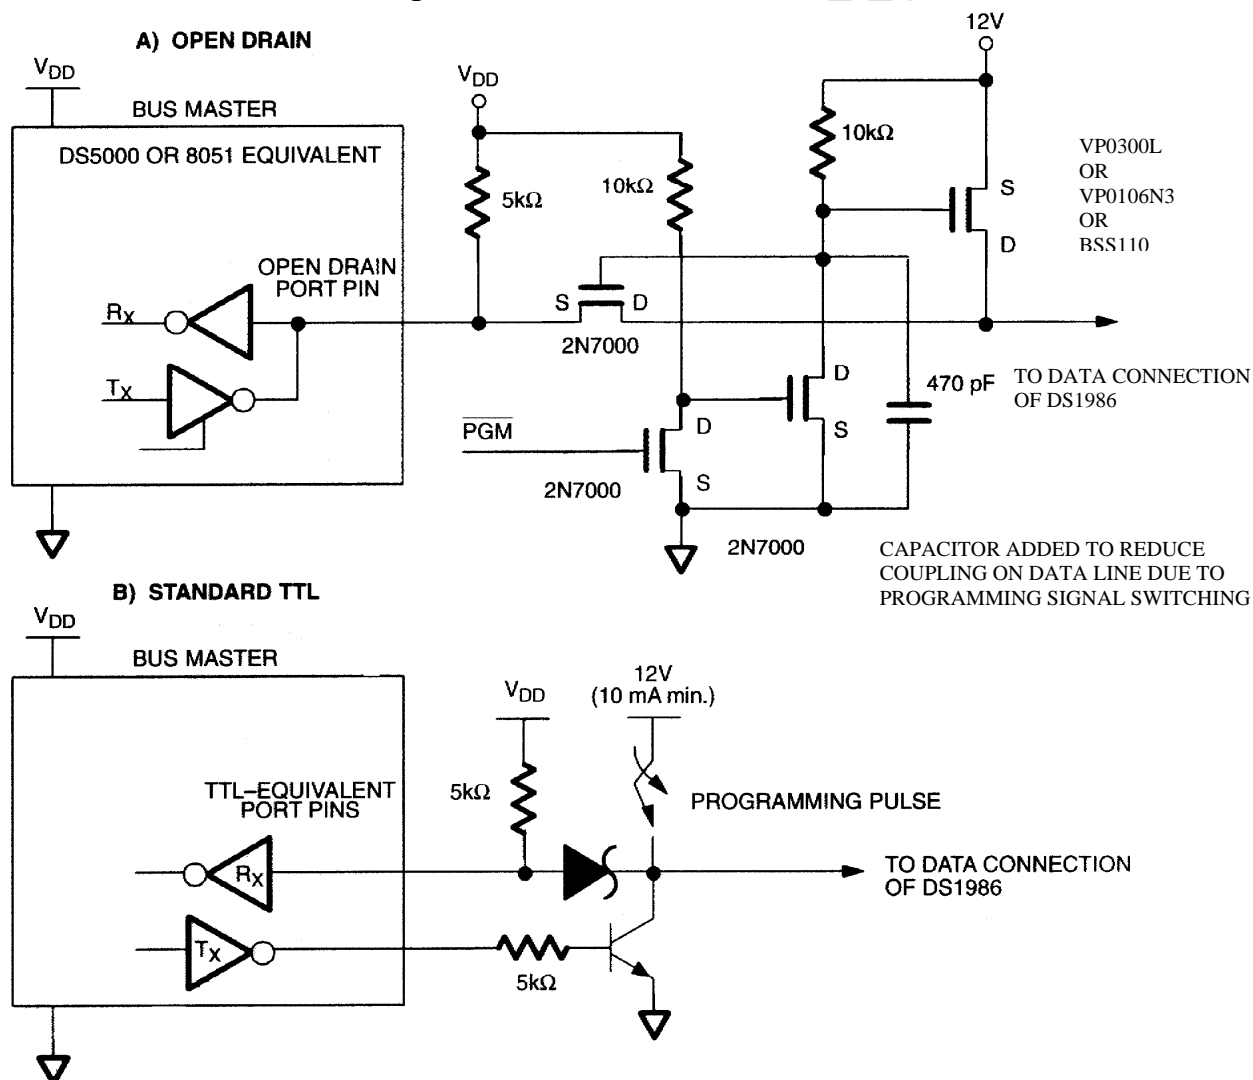 A) OPEN DRAIN
12V
VDD
VDD
BUS MASTER
DS5000 OR 8051 EQUIVALENT
5kΩ
10kΩ
10kΩ
VP0300L
OR
VP0106N3
OR
BSS110
S
D
OPEN DRAIN
PORT PIN
RX
TX
S
D
2N7000
D
S
470 pF
TO DATA CONNECTION
OF DS1986
PGM
D
S
2N7000
2N7000
CAPACITOR ADDED TO REDUCE
COUPLING ON DATA LINE DUE TO
PROGRAMMING SIGNAL SWITCHING
B) STANDARD TTL
VDD
BUS MASTER
VDD
12V
(10 mA min.)
TTL–EQUIVALENT
PORT PINS
5kΩ
PROGRAMMING PULSE
RX
TX
5kΩ
TO DATA CONNECTION
OF DS1986